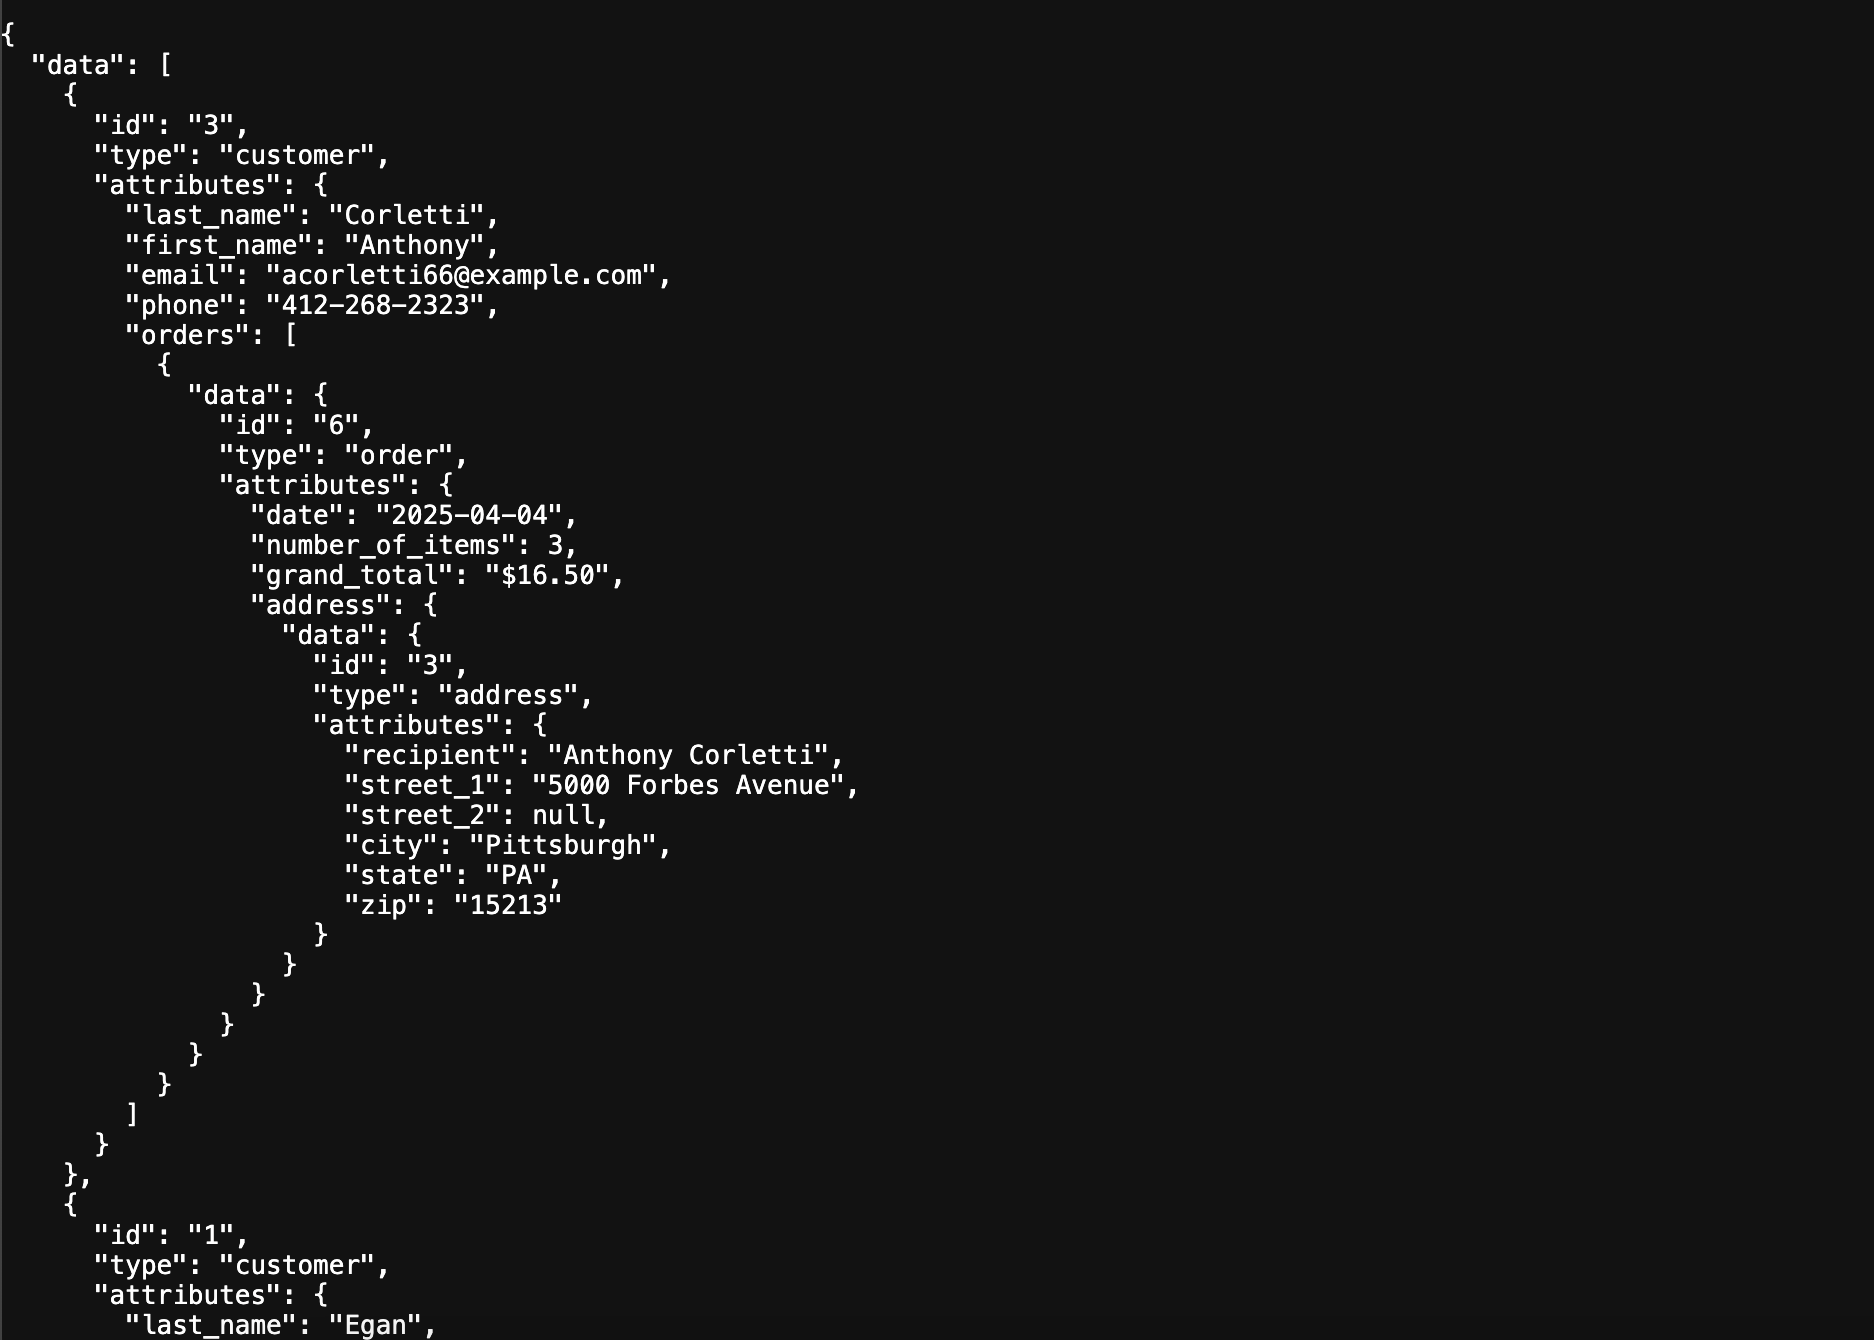 {
  "data": [
    {
      "id": "3",
      "type": "customer",
      "attributes": {
        "last_name": "Corletti",
        "first_name": "Anthony",
        "email": "acorletti66@example.com",
        "phone": "412-268-2323",
        "orders": [
          {
            "data": {
              "id": "6",
              "type": "order",
              "attributes": {
                "date": "2025-04-04",
                "number_of_items": 3,
                "grand_total": "$16.50",
                "address": {
                  "data": {
                    "id": "3",
                    "type": "address",
                    "attributes": {
                      "recipient": "Anthony Corletti",
                      "street_1": "5000 Forbes Avenue",
                      "street_2": null,
                      "city": "Pittsburgh",
                      "state": "PA",
                      "zip": "15213"
                    }
                  }
                }
              }
            }
          }
        ]
      }
    },
    {
      "id": "1",
      "type": "customer",
      "attributes": {
        "last_name": "Egan",